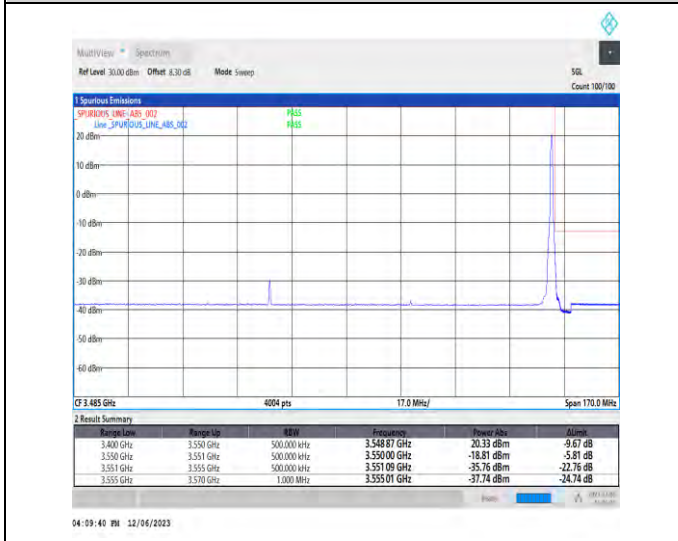 MultiView Spectrum
Ref Level 30.00 dBm Offset 8.30 dB Mode Sweep SGL
Count 100/100
1 Spurious Emissions
SPURIOUS_LINE_ABS_002 PASS
Line _SPURIOUS_LINE_ABS_002 PASS
20 dBm
10 dBm
0 dBm
-10 dBm
-20 dBm
-30 dBm
-40 dBm
-50 dBm
-60 dBm
CF 3.485 GHz 4004 pts 17.0 MHz/ Span 170.0 MHz
2 Result Summary
Range Low Range Up RBW Frequency Power Abs ΔLimit
3.400 GHz 3.550 GHz 500.000 kHz 3.548 87 GHz 20.33 dBm -9.67 dB
3.550 GHz 3.551 GHz 500.000 kHz 3.550 00 GHz -18.81 dBm -5.81 dB
3.551 GHz 3.555 GHz 500.000 kHz 3.551 09 GHz -35.76 dBm -22.76 dB
3.555 GHz 3.570 GHz 1.000 MHz 3.555 01 GHz -37.74 dBm -24.74 dB
04:09:40 PM 12/06/2023